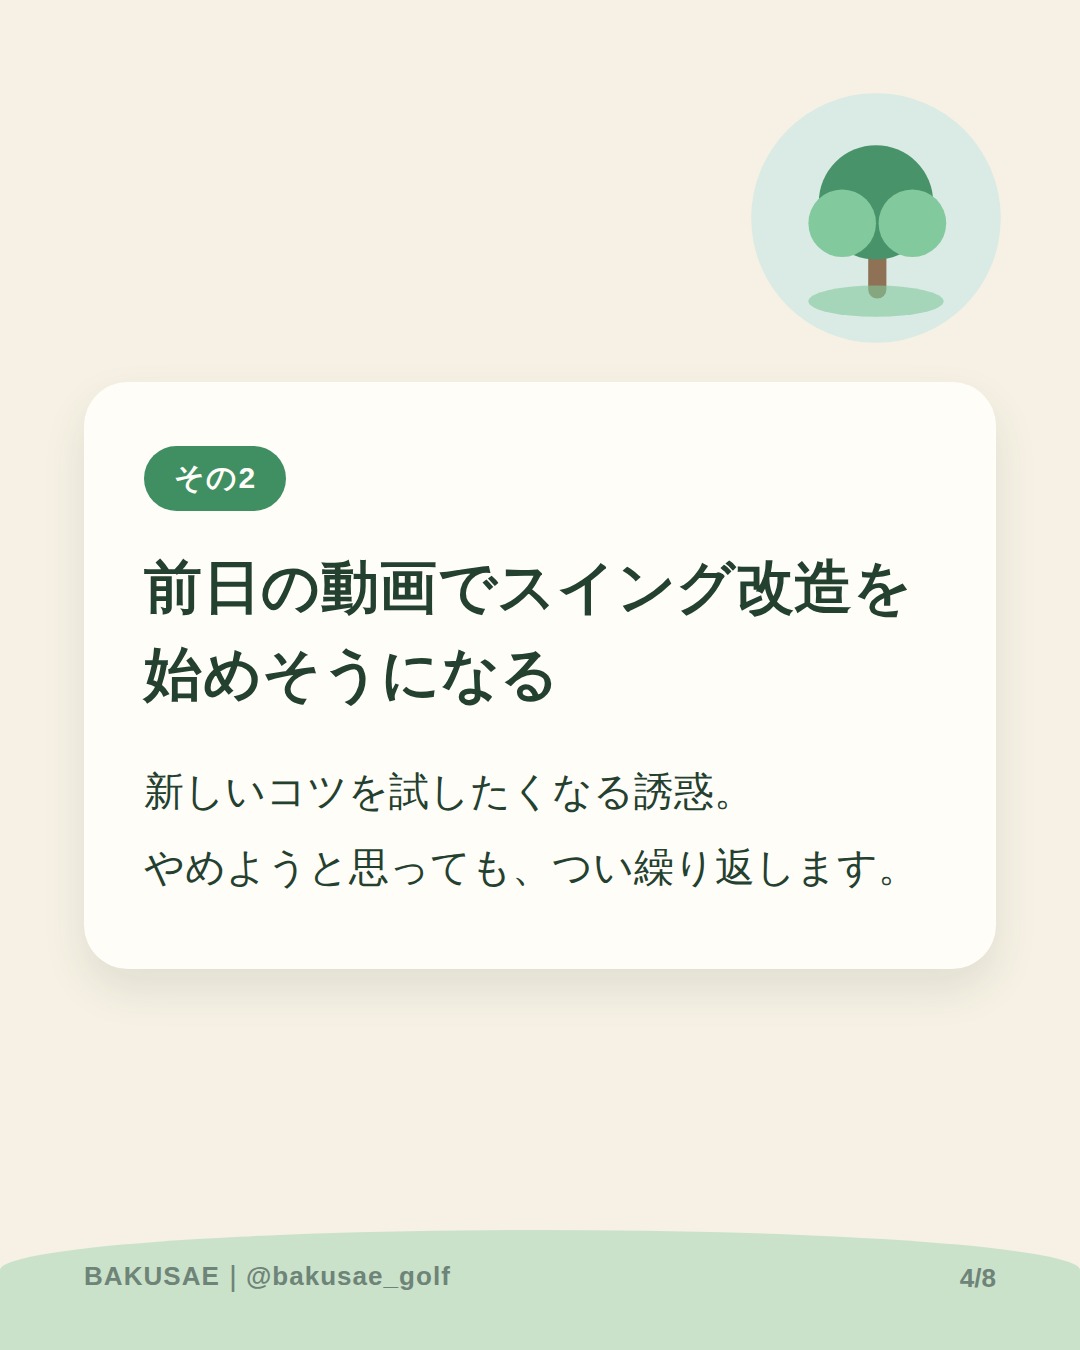 その2
前日の動画でスイング改造を
始めそうになる
新しいコツを試したくなる誘惑。
やめようと思っても、つい繰り返します。
BAKUSAE | @bakusae_golf
4/8